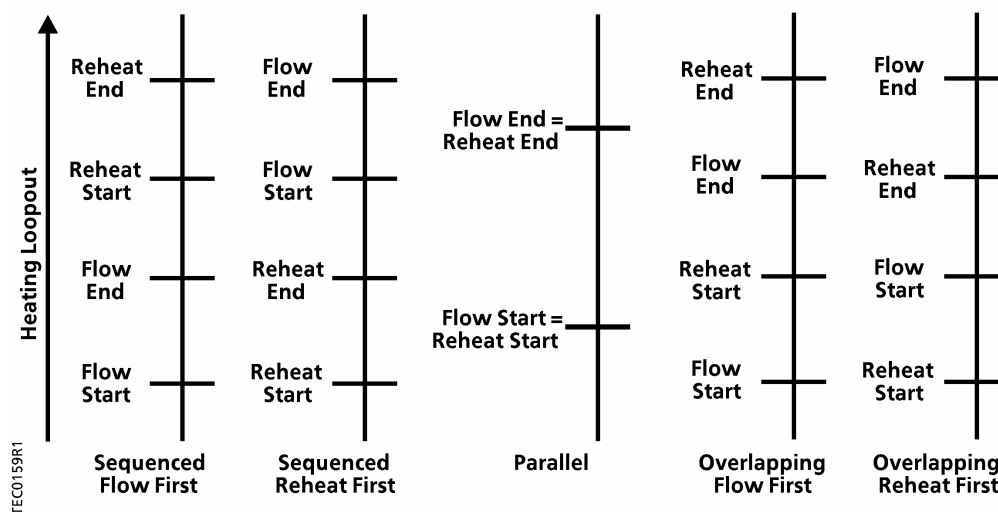 Heating Loopout
TEC0159R1
Reheat
End
Reheat
Start
Flow
End
Flow
Start
Sequenced
Flow First
Flow
End
Flow
Start
Reheat
End
Reheat
Start
Sequenced
Reheat First
Flow End =
Reheat End
Flow Start =
Reheat Start
Parallel
Reheat
End
Flow
End
Reheat
Start
Flow
Start
Overlapping
Flow First
Flow
End
Reheat
End
Flow
Start
Reheat
Start
Overlapping
Reheat First